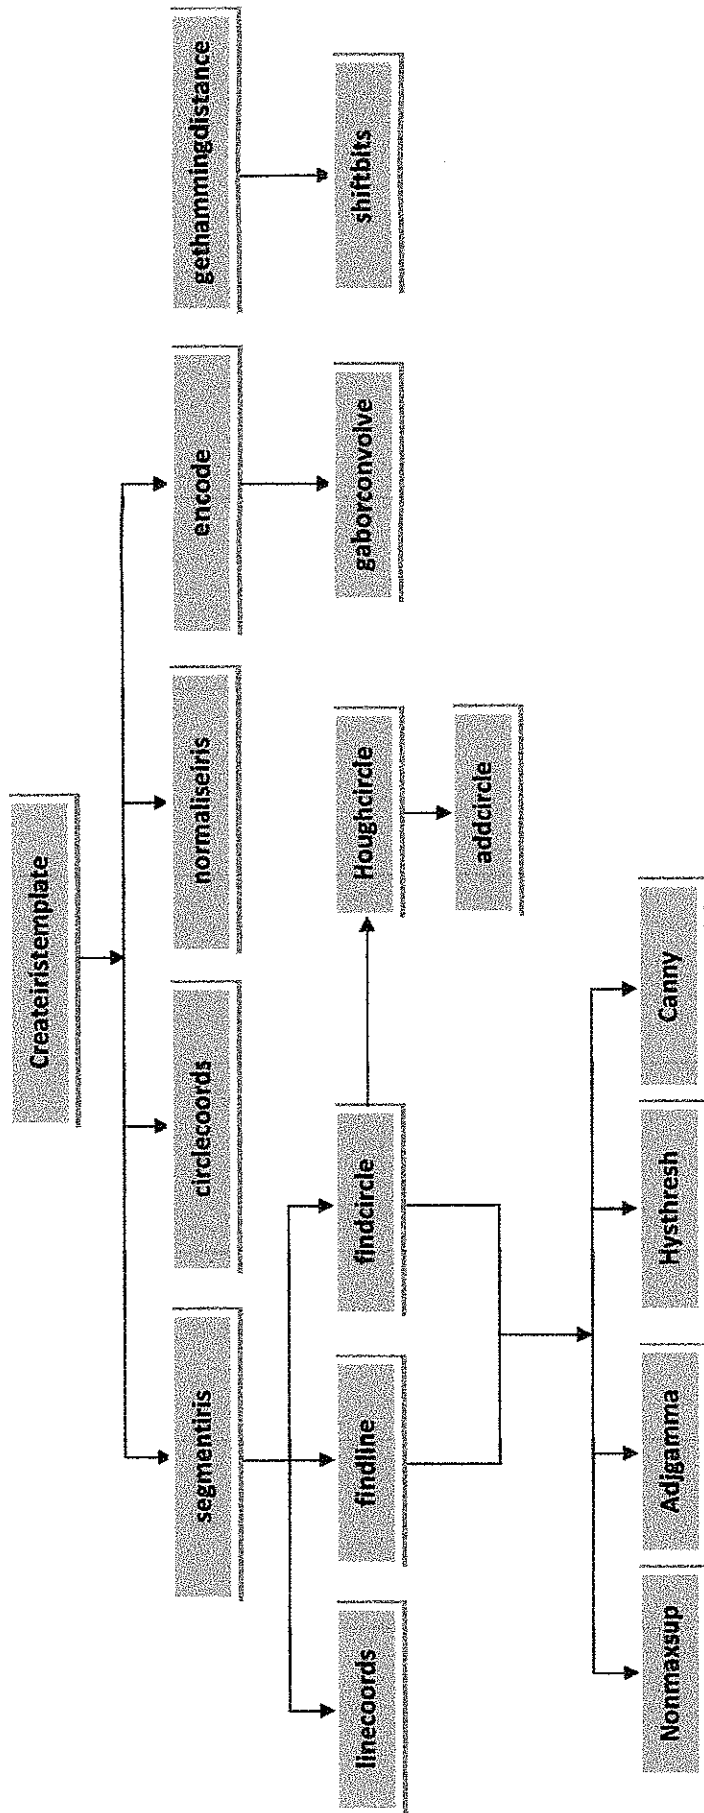 Createiristemplate
segmentiris
circlecoords
normaliseiris
encode
gethammingdistance
linecoords
findline
findcircle
Houghcircle
gaborconvolve
shiftbits
addcircle
Nonmaxsup
Adjgamma
Hysthresh
Canny